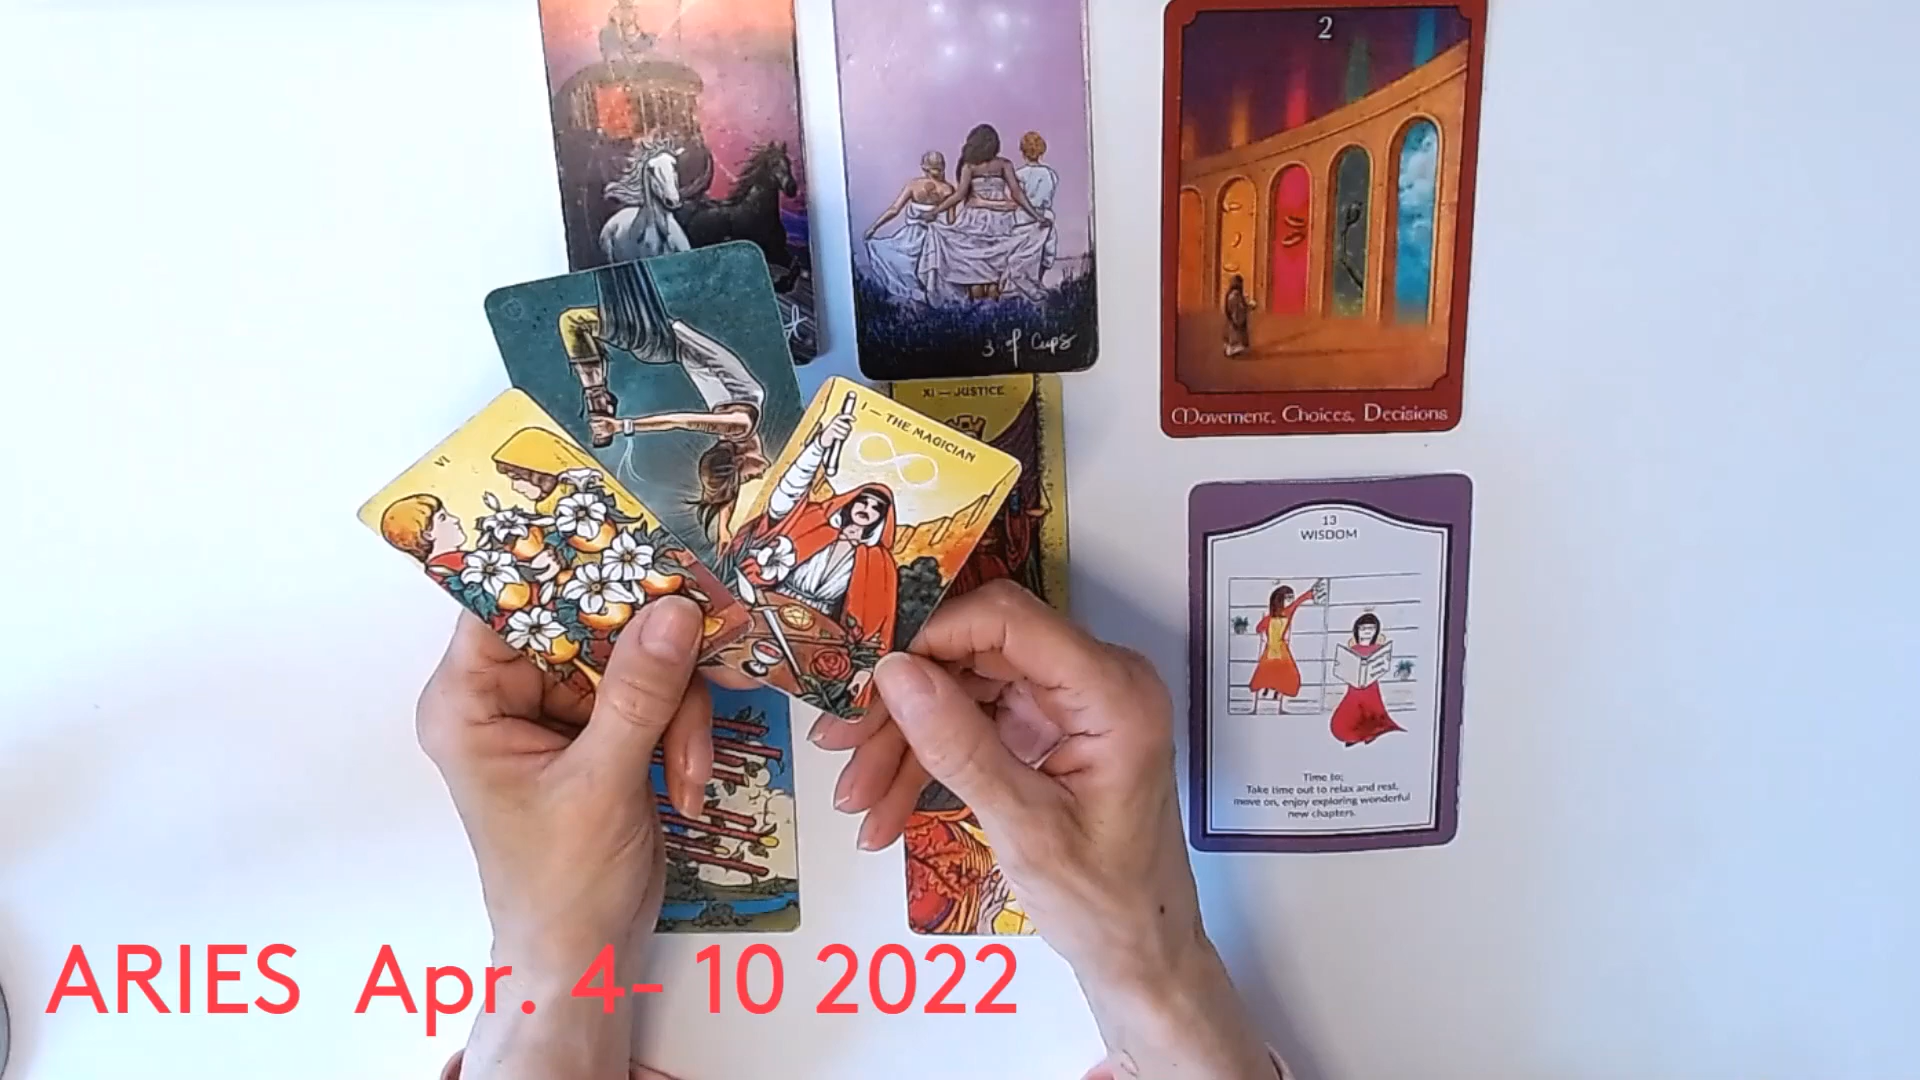 2
3 of Cups
Movement, Choices, Decisions
XI — JUSTICE
I — THE MAGICIAN
VI
13
WISDOM
Time to;
Take time out to relax and rest,
move on, enjoy exploring wonderful
new chapters.
ARIES Apr. 4- 10 2022